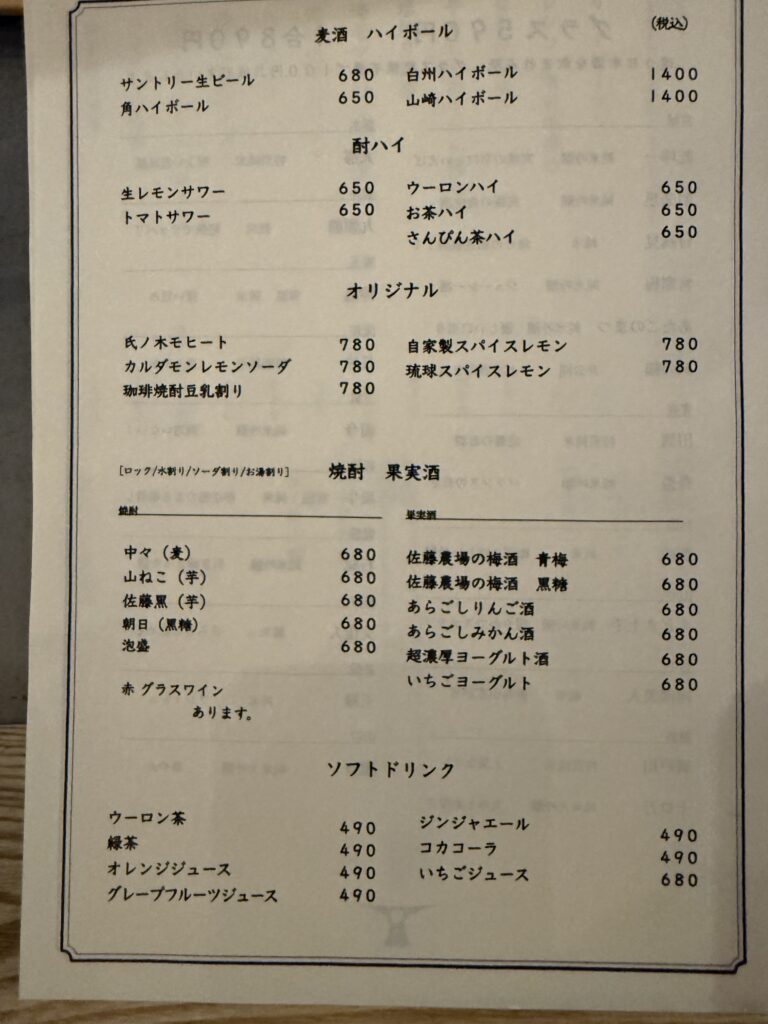 麦酒　ハイボール
(税込)
サントリー生ビール 680
角ハイボール 650
白州ハイボール 1400
山崎ハイボール 1400
酎ハイ
生レモンサワー 650
トマトサワー 650
ウーロンハイ 650
お茶ハイ 650
さんぴん茶ハイ 650
オリジナル
氏ノ木モヒート 780
カルダモンレモンソーダ 780
珈琲焼酎豆乳割り 780
自家製スパイスレモン 780
琉球スパイスレモン 780
[ロック/水割り/ソーダ割り/お湯割り]
焼酎　果実酒
焼酎
中々（麦） 680
山ねこ（芋） 680
佐藤黒（芋） 680
朝日（黒糖） 680
泡盛 680
赤 グラスワイン
あります。
果実酒
佐藤農場の梅酒　青梅 680
佐藤農場の梅酒　黒糖 680
あらごしりんご酒 680
あらごしみかん酒 680
超濃厚ヨーグルト酒 680
いちごヨーグルト 680
ソフトドリンク
ウーロン茶 490
緑茶 490
オレンジジュース 490
グレープフルーツジュース 490
ジンジャエール 490
コカコーラ 490
いちごジュース 680